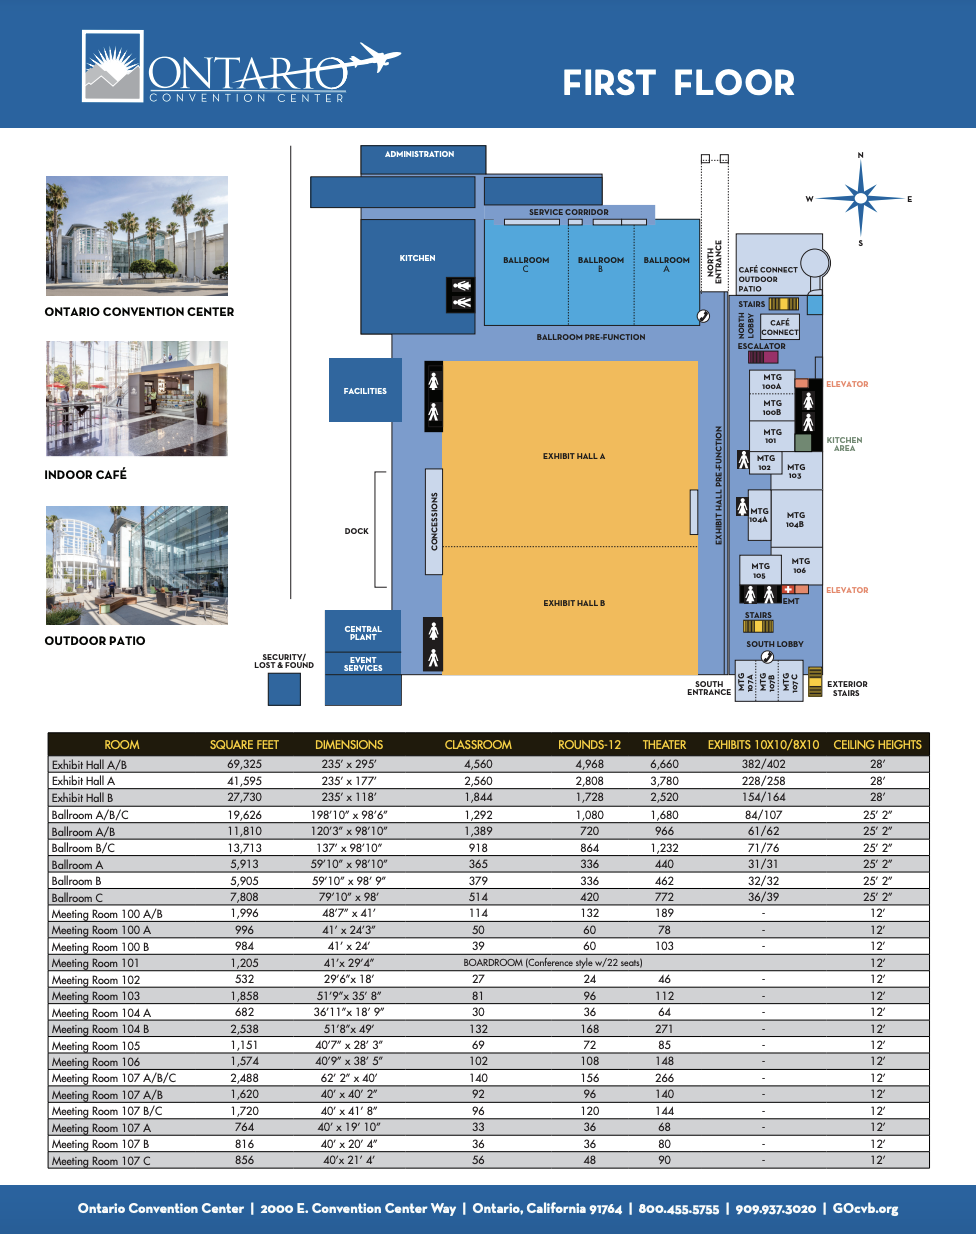 ONTARIO
CONVENTION CENTER
FIRST FLOOR
ONTARIO CONVENTION CENTER
INDOOR CAFÉ
OUTDOOR PATIO
ADMINISTRATION
SERVICE CORRIDOR
KITCHEN
BALLROOM
C
BALLROOM
B
BALLROOM
A
BALLROOM PRE-FUNCTION
NORTH
ENTRANCE
N
W
E
S
CAFÉ CONNECT
OUTDOOR
PATIO
STAIRS
NORTH
LOBBY
CAFÉ
CONNECT
ESCALATOR
FACILITIES
EXHIBIT HALL A
EXHIBIT HALL PRE-FUNCTION
MTG
100A
MTG
100B
MTG
101
MTG
102
MTG
103
MTG
104A
MTG
104B
MTG
105
MTG
106
ELEVATOR
KITCHEN
AREA
DOCK
CONCESSIONS
EXHIBIT HALL B
ELEVATOR
EMT
STAIRS
SOUTH LOBBY
CENTRAL
PLANT
EVENT
SERVICES
SECURITY/
LOST & FOUND
SOUTH
ENTRANCE
MTG
107A
MTG
107B
MTG
107C
EXTERIOR
STAIRS
ROOM SQUARE FEET DIMENSIONS CLASSROOM ROUNDS-12 THEATER EXHIBITS 10X10/8X10 CEILING HEIGHTS
Exhibit Hall A/B 69,325 235' x 295' 4,560 4,968 6,660 382/402 28'
Exhibit Hall A 41,595 235' x 177' 2,560 2,808 3,780 228/258 28'
Exhibit Hall B 27,730 235' x 118' 1,844 1,728 2,520 154/164 28'
Ballroom A/B/C 19,626 198'10" x 98'6" 1,292 1,080 1,680 84/107 25' 2"
Ballroom A/B 11,810 120'3" x 98'10" 1,389 720 966 61/62 25' 2"
Ballroom B/C 13,713 137' x 98'10" 918 864 1,232 71/76 25' 2"
Ballroom A 5,913 59'10" x 98'10" 365 336 440 31/31 25' 2"
Ballroom B 5,905 59'10" x 98' 9" 379 336 462 32/32 25' 2"
Ballroom C 7,808 79'10" x 98' 514 420 772 36/39 25' 2"
Meeting Room 100 A/B 1,996 48'7" x 41' 114 132 189 - 12'
Meeting Room 100 A 996 41' x 24'3" 50 60 78 - 12'
Meeting Room 100 B 984 41' x 24' 39 60 103 - 12'
Meeting Room 101 1,205 41'x 29'4" BOARDROOM (Conference style w/22 seats) 12'
Meeting Room 102 532 29'6"x 18' 27 24 46 - 12'
Meeting Room 103 1,858 51'9"x 35' 8" 81 96 112 - 12'
Meeting Room 104 A 682 36'11"x 18' 9" 30 36 64 - 12'
Meeting Room 104 B 2,538 51'8"x 49' 132 168 271 - 12'
Meeting Room 105 1,151 40'7" x 28' 3" 69 72 85 - 12'
Meeting Room 106 1,574 40'9" x 38' 5" 102 108 148 - 12'
Meeting Room 107 A/B/C 2,488 62' 2" x 40' 140 156 266 - 12'
Meeting Room 107 A/B 1,620 40' x 40' 2" 92 96 140 - 12'
Meeting Room 107 B/C 1,720 40' x 41' 8" 96 120 144 - 12'
Meeting Room 107 A 764 40' x 19' 10" 33 36 68 - 12'
Meeting Room 107 B 816 40' x 20' 4" 36 36 80 - 12'
Meeting Room 107 C 856 40'x 21' 4' 56 48 90 - 12'
Ontario Convention Center | 2000 E. Convention Center Way | Ontario, California 91764 | 800.455.5755 | 909.937.3020 | GOcvb.org